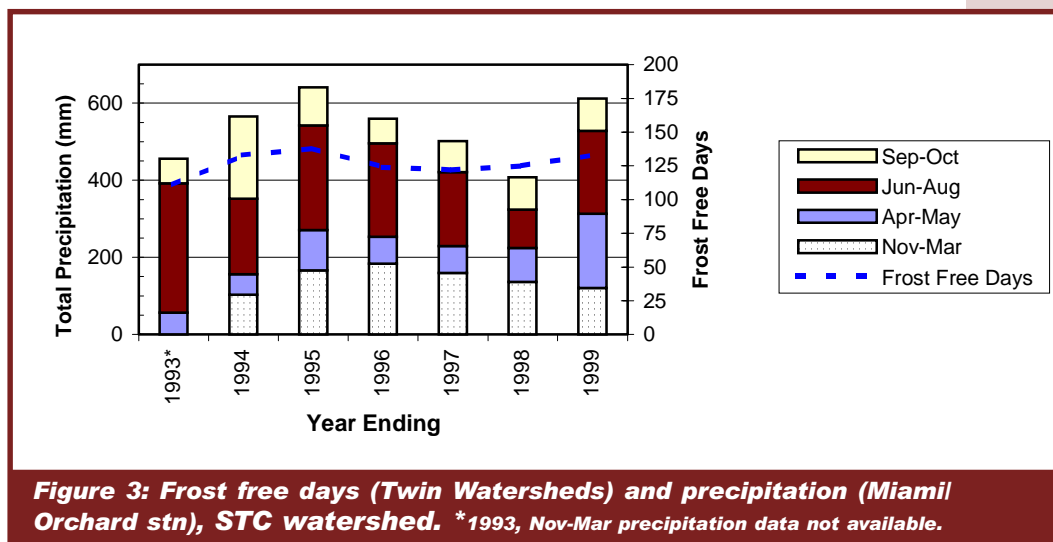 Total Precipitation (mm)
600
400
200
0
200
175
150
125
100
75
50
25
0
Frost Free Days
1993*
1994
1995
1996
1997
1998
1999
Year Ending
Sep-Oct
Jun-Aug
Apr-May
Nov-Mar
Frost Free Days
Figure 3: Frost free days (Twin Watersheds) and precipitation (Miami/
Orchard stn), STC watershed. *1993, Nov-Mar precipitation data not available.